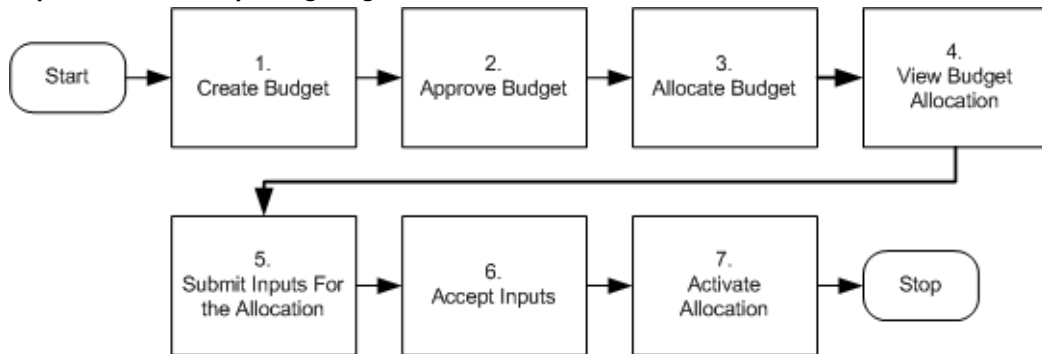 Start
1.
Create Budget
2.
Approve Budget
3.
Allocate Budget
4.
View Budget
Allocation
5.
Submit Inputs For
the Allocation
6.
Accept Inputs
7.
Activate
Allocation
Stop